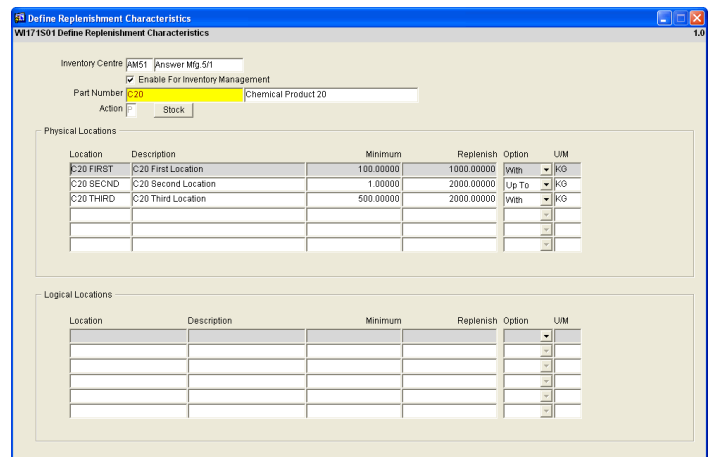 Define Replenishment Characteristics
WI171S01 Define Replenishment Characteristics 1.0
Inventory Centre AM51 Answer Mfg.5/1
Enable For Inventory Management
Part Number C20 Chemical Product 20
Action P Stock
Physical Locations
Location Description Minimum Replenish Option U/M
C20 FIRST C20 First Location 100.00000 1000.00000 With KG
C20 SECND C20 Second Location 1.00000 2000.00000 Up To KG
C20 THIRD C20 Third Location 500.00000 2000.00000 With KG
Logical Locations
Location Description Minimum Replenish Option U/M